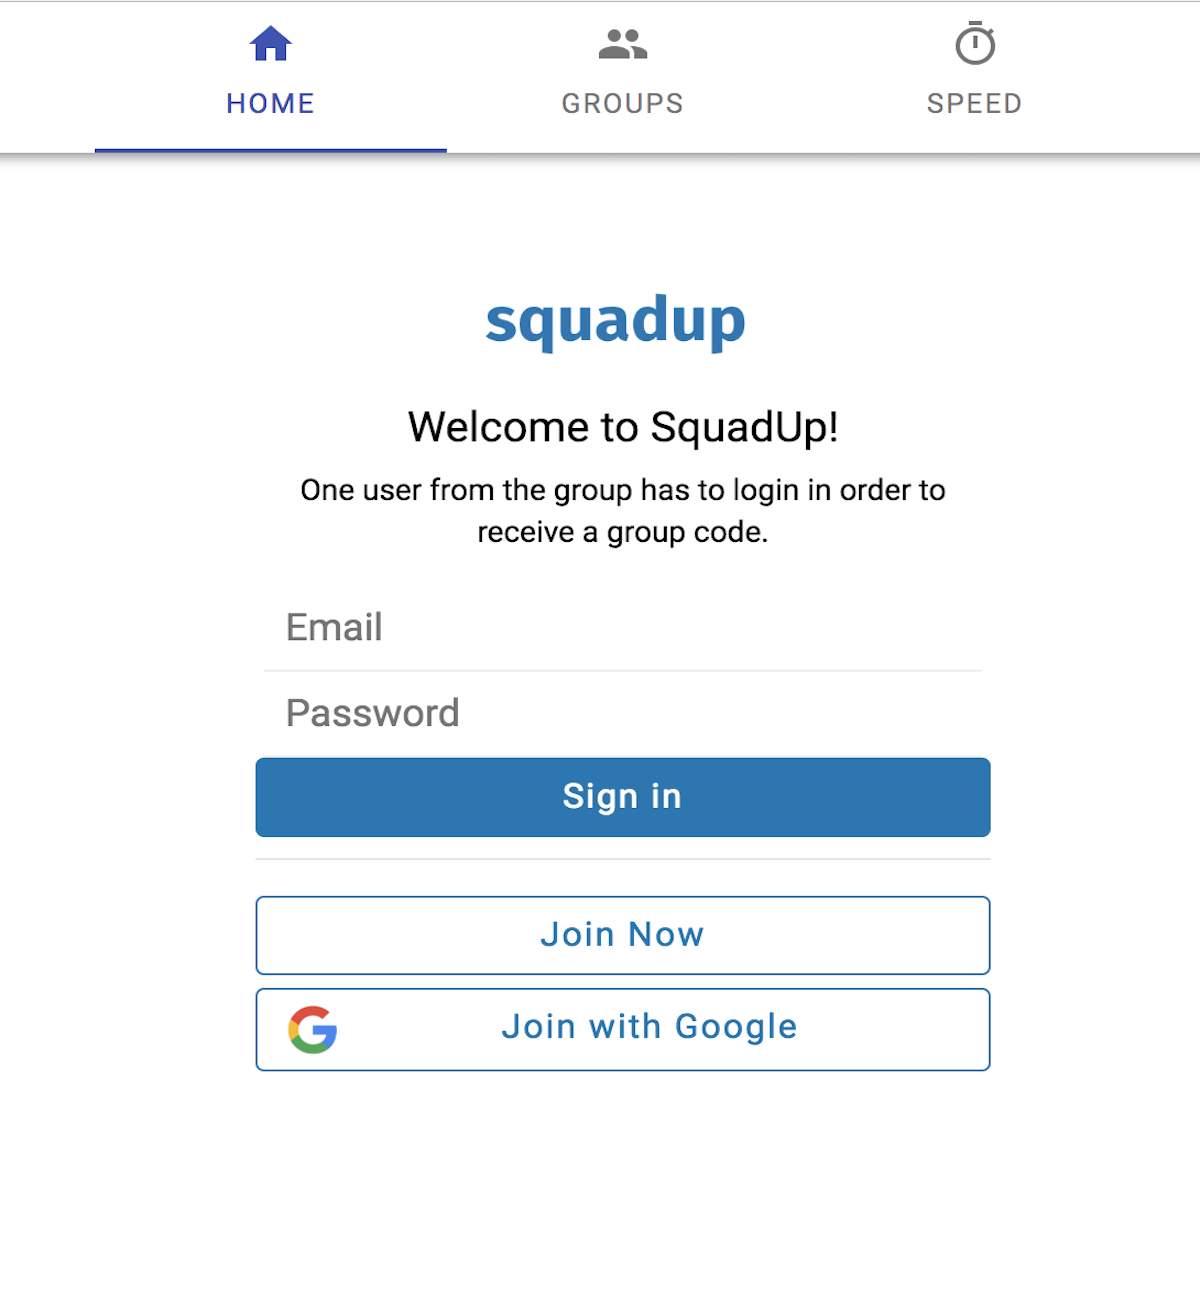 HOME GROUPS SPEED
squadup
Welcome to SquadUp!
One user from the group has to login in order to
receive a group code.
Email
Password
Sign in
Join Now
Join with Google